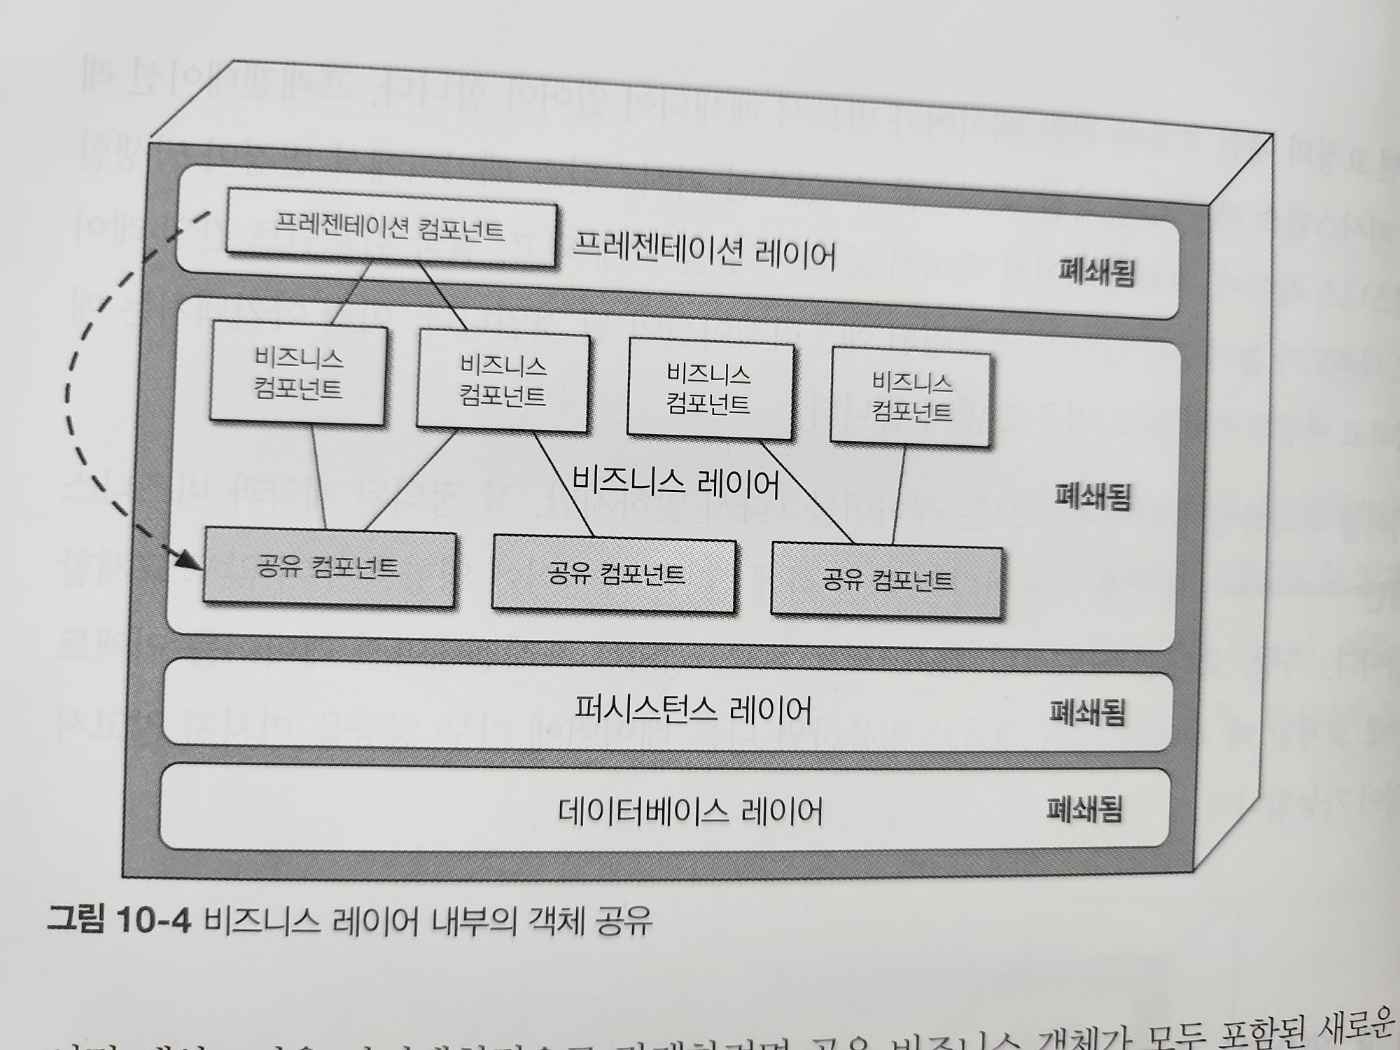 프레젠테이션 컴포넌트
프레젠테이션 레이어
폐쇄됨
비즈니스
컴포넌트
비즈니스
컴포넌트
비즈니스
컴포넌트
비즈니스
컴포넌트
비즈니스 레이어
폐쇄됨
공유 컴포넌트
공유 컴포넌트
공유 컴포넌트
퍼시스턴스 레이어
폐쇄됨
데이터베이스 레이어
폐쇄됨
그림 10-4 비즈니스 레이어 내부의 객체 공유
공유 비즈니스 객체가 모두 포함된 새로운